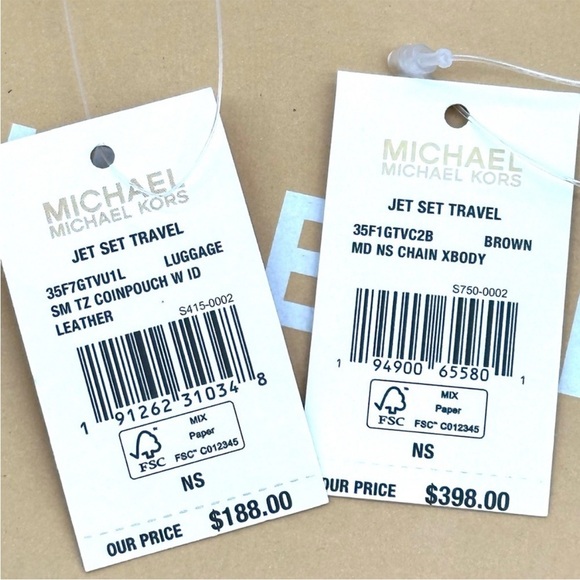 MICHAEL
MICHAEL KORS
JET SET TRAVEL
35F7GTVU1L LUGGAGE
SM TZ COINPOUCH W ID
LEATHER
S415-0002
1 91262 31034 8
FSC
MIX
Paper
FSC™ C012345
NS
OUR PRICE $188.00
MICHAEL
MICHAEL KORS
JET SET TRAVEL
35F1GTVC2B BROWN
MD NS CHAIN XBODY
S750-0002
1 94900 65580 1
FSC
MIX
Paper
FSC™ C012345
NS
OUR PRICE $398.00
E